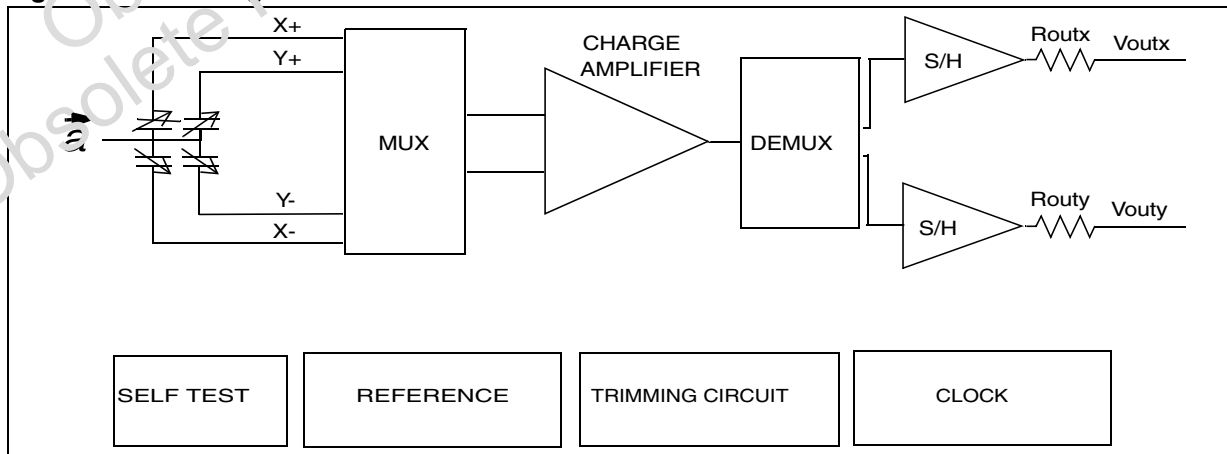 X+
Y+
MUX
Y-
X-
CHARGE
AMPLIFIER
DEMUX
S/H
Routx
Voutx
S/H
Routy
Vouty
a
SELF TEST
REFERENCE
TRIMMING CIRCUIT
CLOCK